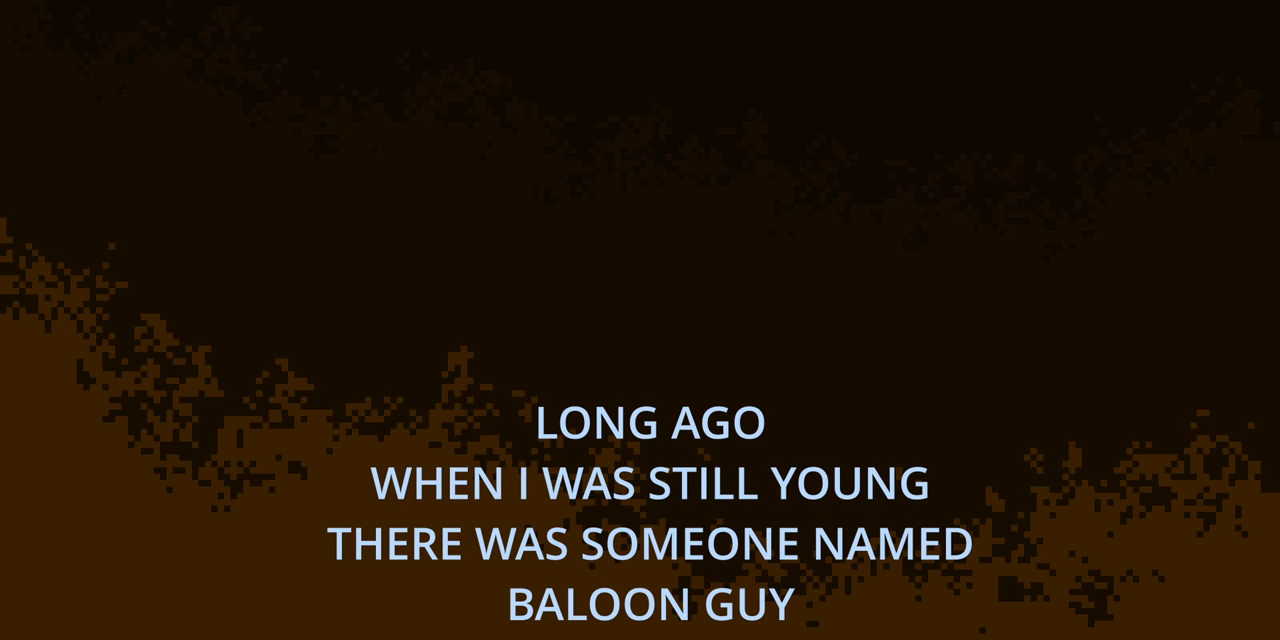 LONG AGO
WHEN I WAS STILL YOUNG
THERE WAS SOMEONE NAMED
BALOON GUY